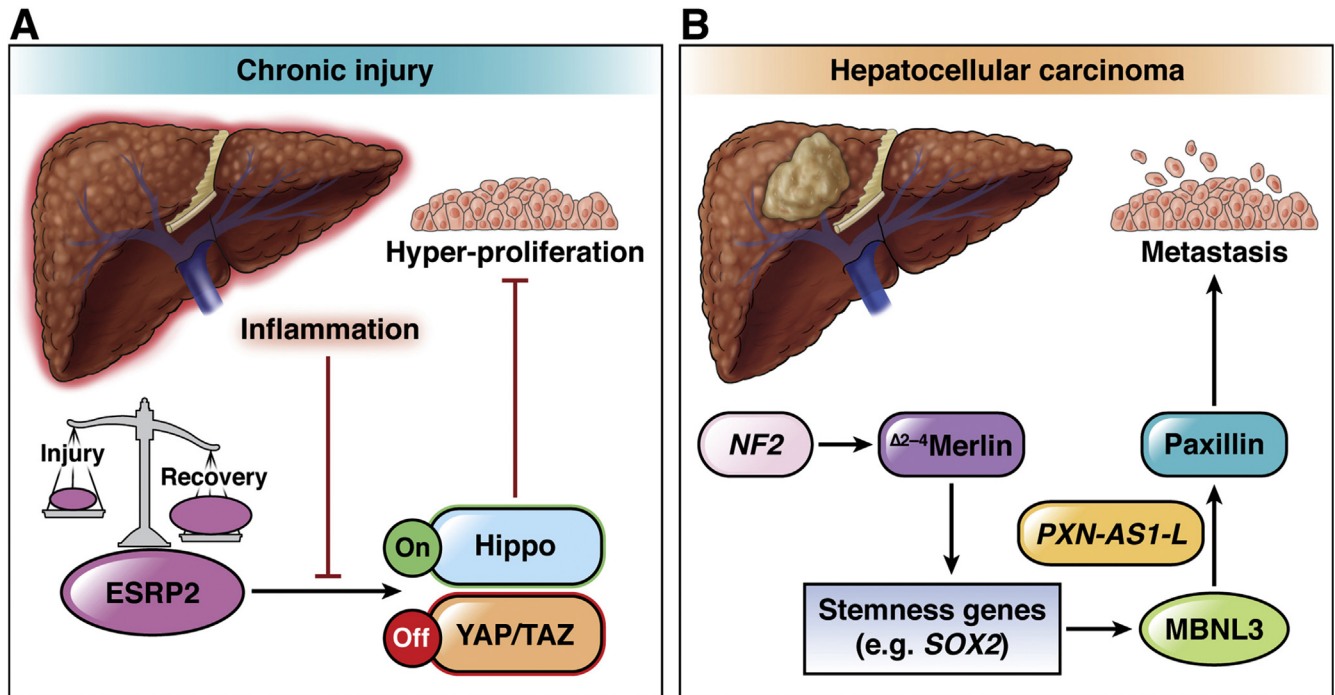 A
Chronic injury
Hyper-proliferation
Inflammation
Injury
Recovery
ESRP2
On
Hippo
Off
YAP/TAZ
B
Hepatocellular carcinoma
Metastasis
NF2
Δ2–4Merlin
Paxillin
PXN-AS1-L
Stemness genes
(e.g. SOX2)
MBNL3